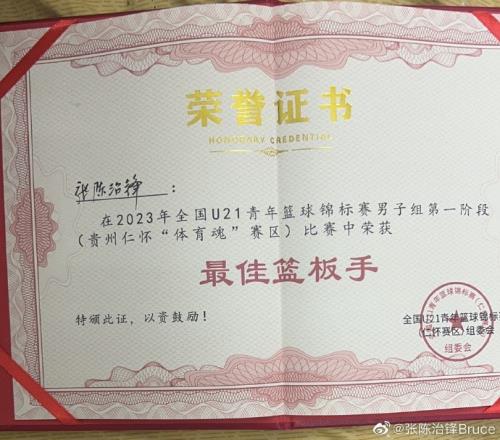 荣誉证书
HONORARY CREDENTIAL
张陈治锋：
在2023年全国U21青年篮球锦标赛男子组第一阶段
（贵州仁怀“体育魂”赛区）比赛中荣获
最佳篮板手
特颁此证，以资鼓励！
全国U21青年篮球锦标
（仁怀赛区）组委会
组委会
@张陈治锋Bruce